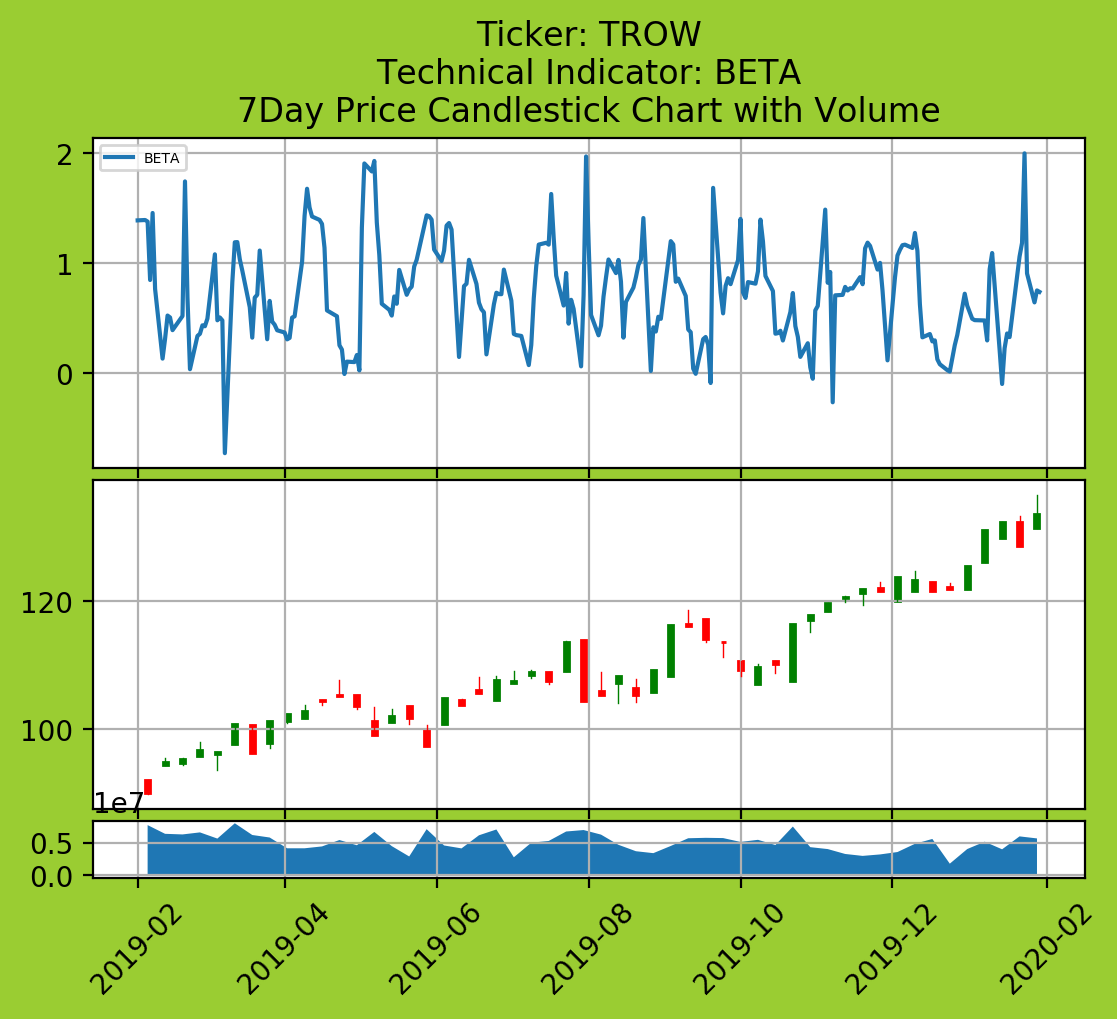 Ticker: TROW
Technical Indicator: BETA
7Day Price Candlestick Chart with Volume
BETA
2
1
0
120
100
1e7
0.5
0.0
2019-02
2019-04
2019-06
2019-08
2019-10
2019-12
2020-02